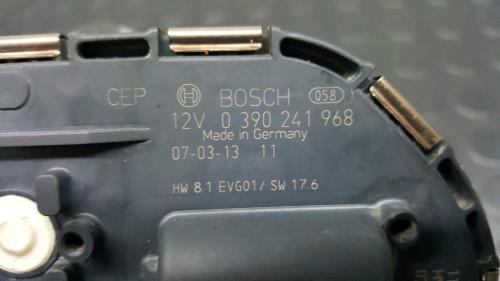 CEP BOSCH 058
12V 0 390 241 968
Made in Germany
07-03-13 11
HW 8.1 EVG01/ SW 17.6